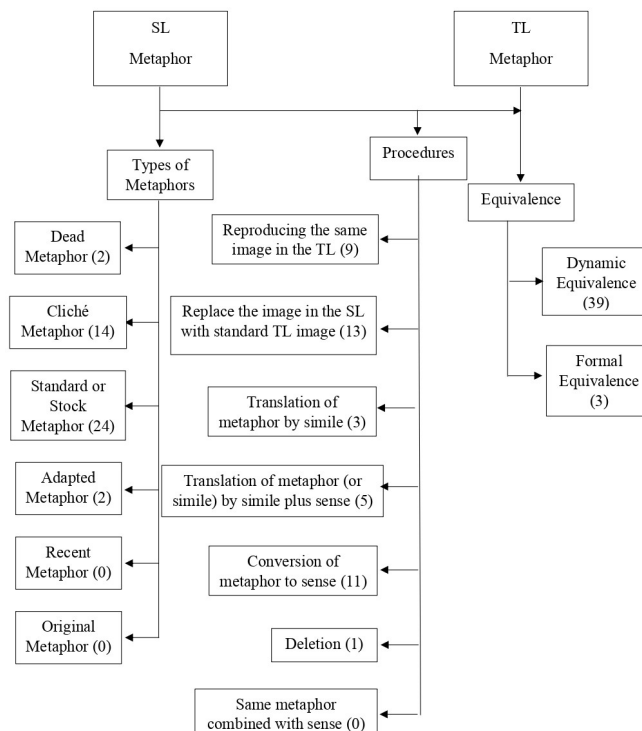 SL
Metaphor
TL
Metaphor
Types of
Metaphors
Procedures
Equivalence
Dead
Metaphor (2)
Cliché
Metaphor (14)
Standard or
Stock
Metaphor (24)
Adapted
Metaphor (2)
Recent
Metaphor (0)
Original
Metaphor (0)
Reproducing the same
image in the TL (9)
Replace the image in the SL
with standard TL image (13)
Translation of
metaphor by simile (3)
Translation of metaphor (or
simile) by simile plus sense (5)
Conversion of
metaphor to sense (11)
Deletion (1)
Same metaphor
combined with sense (0)
Dynamic
Equivalence
(39)
Formal
Equivalence
(3)